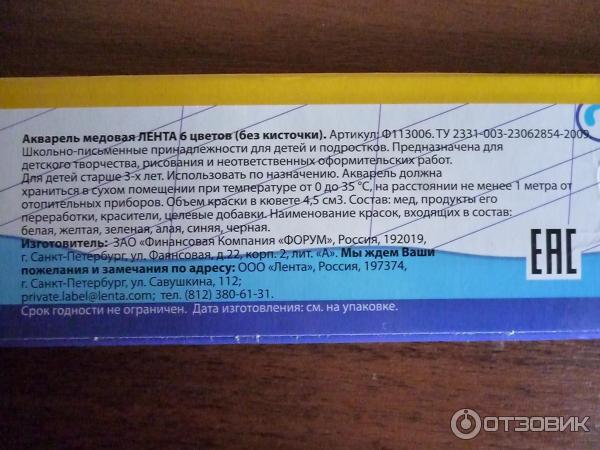 Акварель медовая ЛЕНТА 6 цветов (без кисточки). Артикул: Ф113006. ТУ 2331-003-23062854-2009.
Школьно-письменные принадлежности для детей и подростков. Предназначена для
детского творчества, рисования и неответственных оформительских работ.
Для детей старше 3-х лет. Использовать по назначению. Акварель должна
храниться в сухом помещении при температуре от 0 до 35 °С, на расстоянии не менее 1 метра от
отопительных приборов. Объем краски в кювете 4,5 см3. Состав: мед, продукты его
переработки, красители, целевые добавки. Наименование красок, входящих в состав:
белая, желтая, зеленая, алая, синяя, черная.
Изготовитель: ЗАО «Финансовая Компания «ФОРУМ», Россия, 192019,
г. Санкт-Петербург, ул. Фаянсовая, д.22, корп. 2, лит. «А». Мы ждем Ваши
пожелания и замечания по адресу: ООО «Лента», Россия, 197374,
г. Санкт-Петербург, ул. Савушкина, 112;
private.label@lenta.com; тел. (812) 380-61-31.
Срок годности не ограничен. Дата изготовления: см. на упаковке.
EAC
ОТЗОВИК